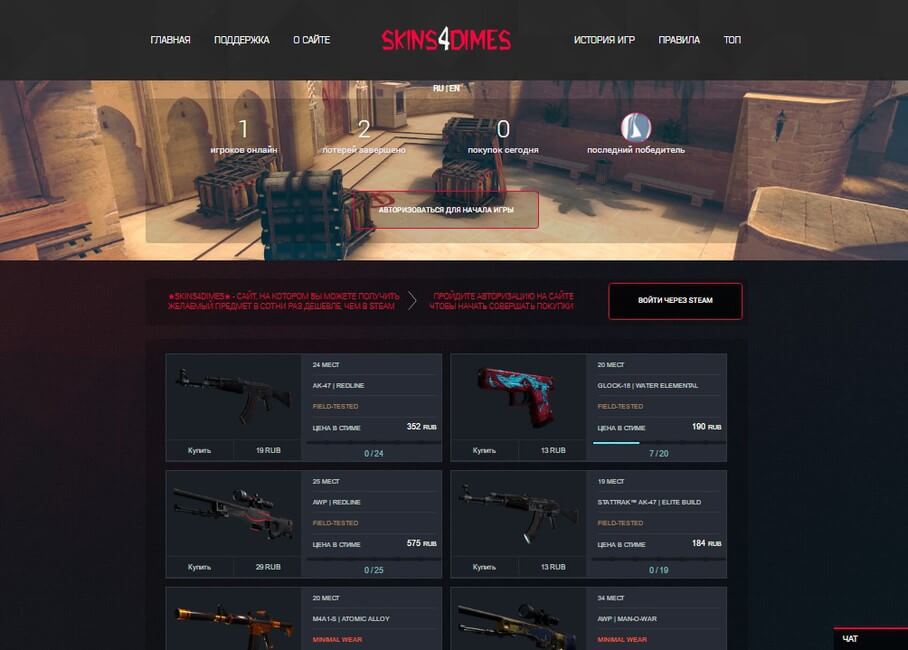 ГЛАВНАЯ ПОДДЕРЖКА О САЙТЕ SKINS4DIMES ИСТОРИЯ ИГР ПРАВИЛА ТОП
RU | EN
1 2 0
игроков онлайн лотерей завершено покупок сегодня последний победитель
АВТОРИЗОВАТЬСЯ ДЛЯ НАЧАЛА ИГРЫ
★SKINS4DIMES★ - САЙТ, НА КОТОРОМ ВЫ МОЖЕТЕ ПОЛУЧИТЬ
ЖЕЛАЕМЫЙ ПРЕДМЕТ В СОТНИ РАЗ ДЕШЕВЛЕ, ЧЕМ В STEAM
ПРОЙДИТЕ АВТОРИЗАЦИЮ НА САЙТЕ
ЧТОБЫ НАЧАТЬ СОВЕРШАТЬ ПОКУПКИ
ВОЙТИ ЧЕРЕЗ STEAM
24 МЕСТ
AK-47 | REDLINE
FIELD-TESTED
ЦЕНА В СТИМЕ 352 RUB
Купить 19 RUB
0 / 24
20 МЕСТ
GLOCK-18 | WATER ELEMENTAL
FIELD-TESTED
ЦЕНА В СТИМЕ 190 RUB
Купить 13 RUB
7 / 20
25 МЕСТ
AWP | REDLINE
FIELD-TESTED
ЦЕНА В СТИМЕ 575 RUB
Купить 29 RUB
0 / 25
19 МЕСТ
STATTRAK™ AK-47 | ELITE BUILD
FIELD-TESTED
ЦЕНА В СТИМЕ 184 RUB
Купить 13 RUB
0 / 19
20 МЕСТ
M4A1-S | ATOMIC ALLOY
MINIMAL WEAR
34 МЕСТ
AWP | MAN-O-WAR
MINIMAL WEAR
ЧАТ